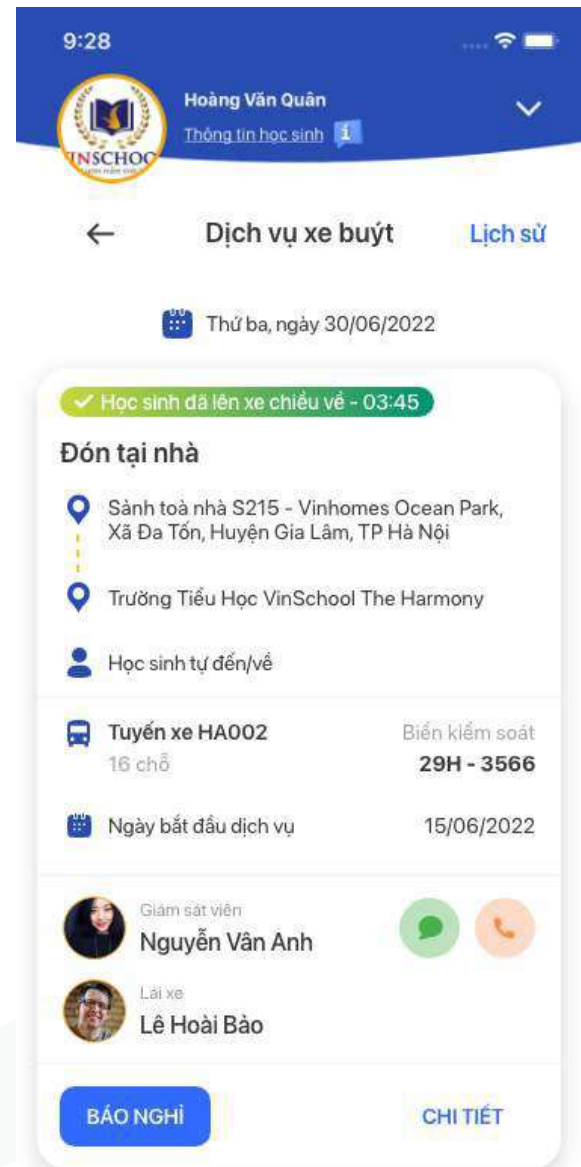 9:28
Hoàng Văn Quân
Thông tin học sinh
VINSCHOOL
Dịch vụ xe buýt
Lịch sử
Thứ ba, ngày 30/06/2022
Học sinh đã lên xe chiều về - 03:45
Đón tại nhà
Sảnh toà nhà S215 - Vinhomes Ocean Park,
Xã Đa Tốn, Huyện Gia Lâm, TP Hà Nội
Trường Tiểu Học VinSchool The Harmony
Học sinh tự đến/về
Tuyến xe HA002
Biển kiểm soát
16 chỗ
29H - 3566
Ngày bắt đầu dịch vụ
15/06/2022
Giám sát viên
Nguyễn Vân Anh
Lái xe
Lê Hoài Bảo
BÁO NGHỈ
CHI TIẾT